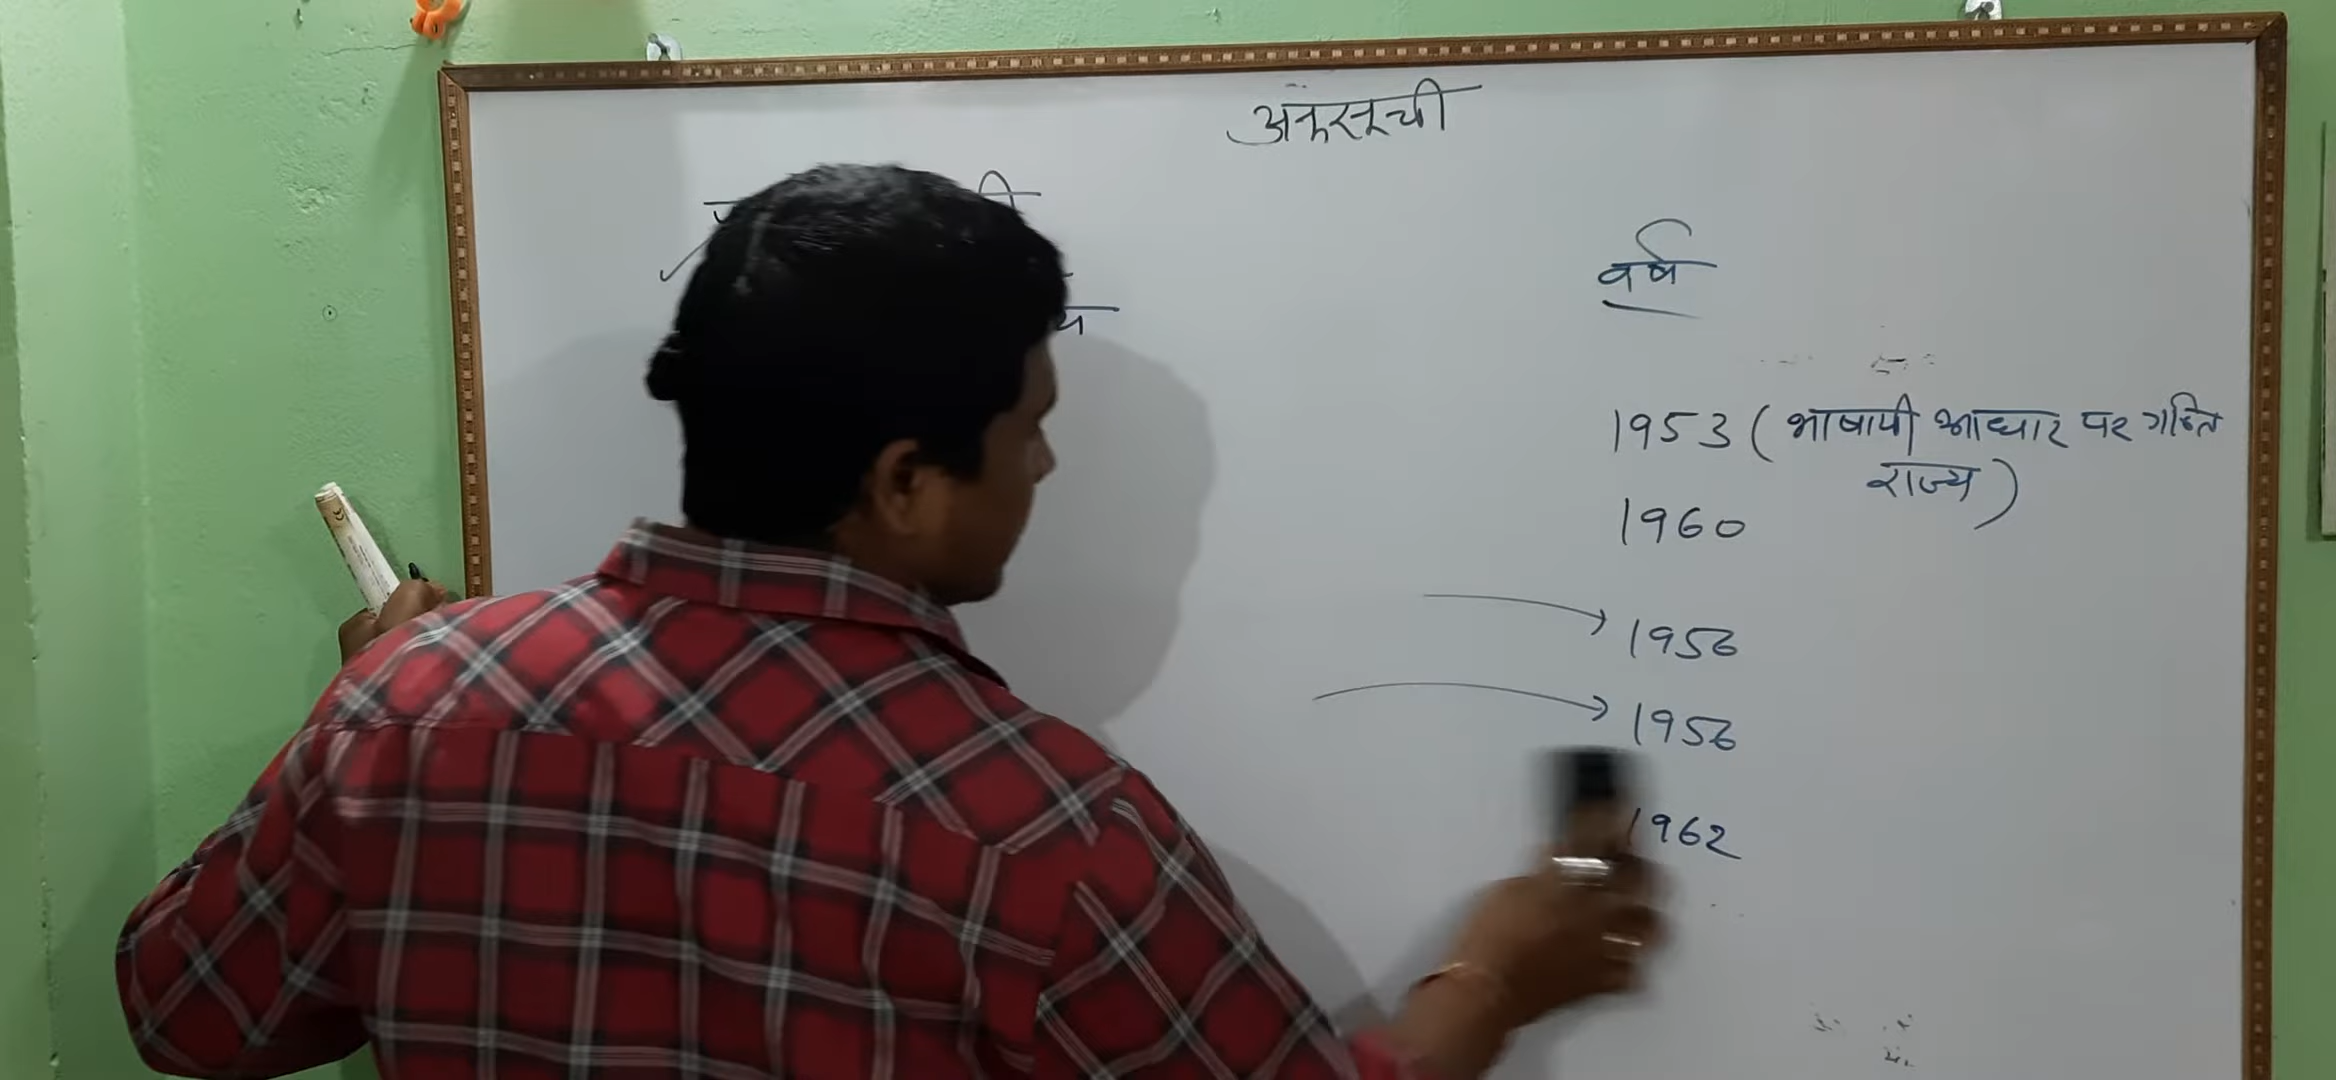 अनुसूची
वर्ष
1953 (भाषायी आधार पर गठित
राज्य)
1960
1956
1956
1962